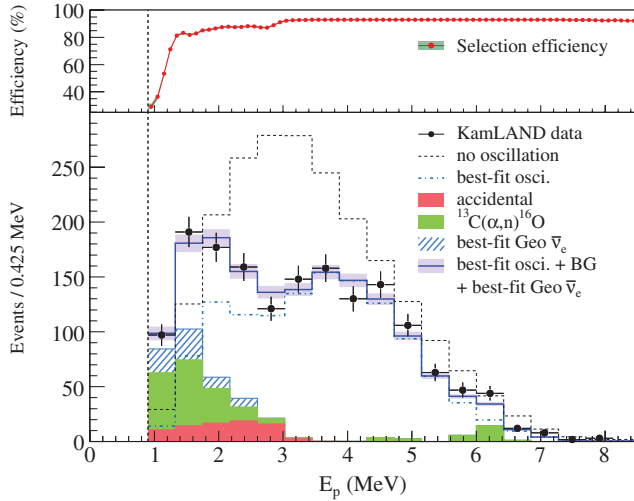 Efficiency (%)
80
60
40
Selection efficiency
Events / 0.425 MeV
250
200
150
100
50
0
KamLAND data
no oscillation
best-fit osci.
accidental
¹³C(α,n)¹⁶O
best-fit Geo ν̅ₑ
best-fit osci. + BG
+ best-fit Geo ν̅ₑ
0 1 2 3 4 5 6 7 8
Eₚ (MeV)